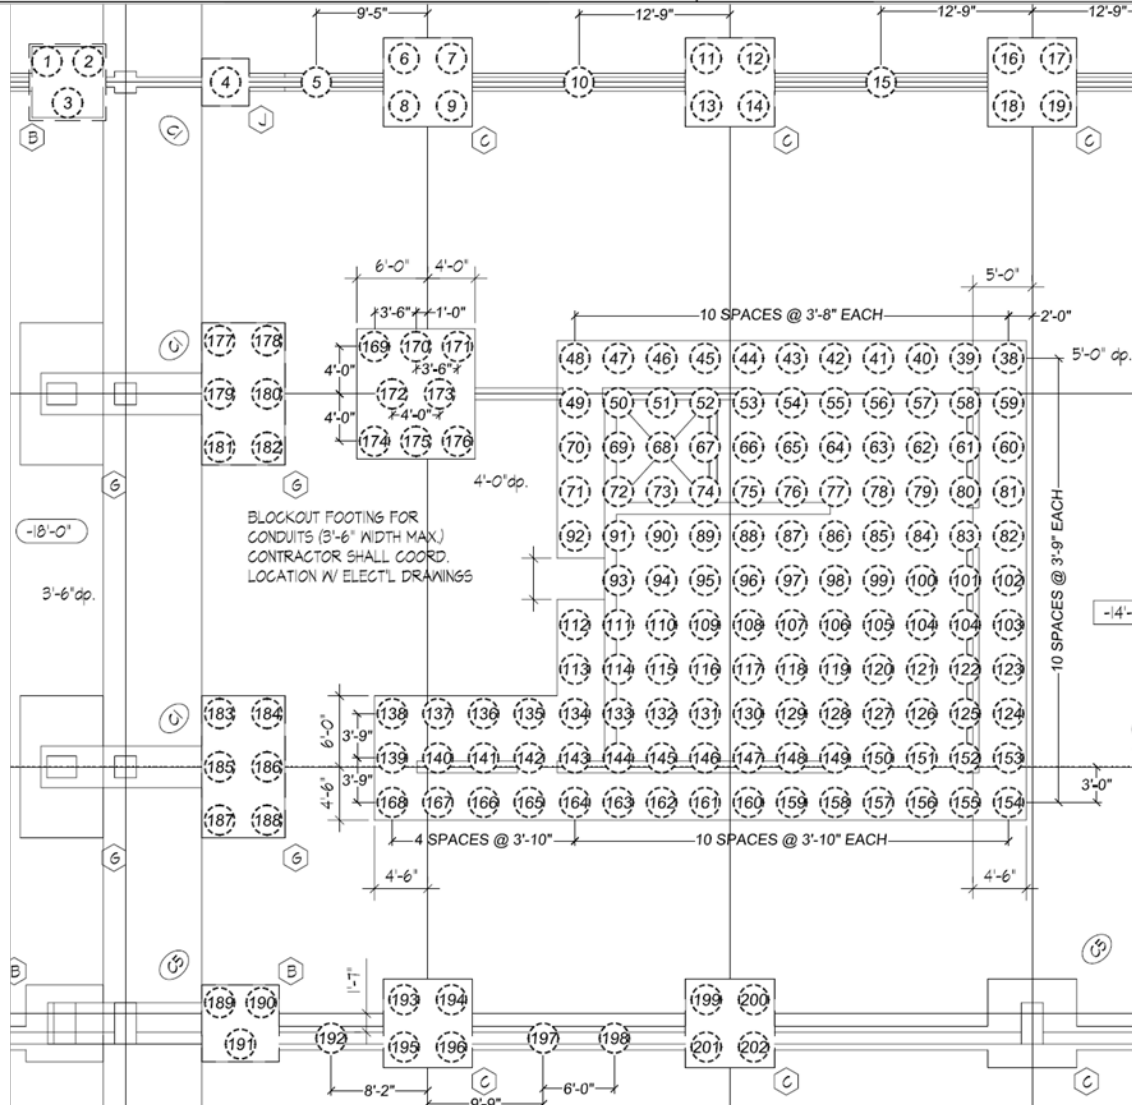 9'-5"
12'-9"
12'-9"
12'-9"
1 2
6 7
11 12
16 17
4
5
10
15
3
8 9
13 14
18 19
B
J
C
C
C
C1
6'-0" 4'-0"
5'-0"
3'-6" 1'-0"
10 SPACES @ 3'-8" EACH
2'-0"
177 178
169 170 171
C1
48 47 46 45 44 43 42 41 40 39 38
5'-0" dp.
4'-0"
3'-6"
179 180
172 173
49 50 51 52 53 54 55 56 57 58 59
4'-0"
4'-0"
181 182
174 175 176
70 69 68 67 66 65 64 63 62 61 60
G
G
4'-0"dp.
71 72 73 74 75 76 77 78 79 80 81
-18'-0"
BLOCKOUT FOOTING FOR
CONDUITS (3'-6" WIDTH MAX.)
CONTRACTOR SHALL COORD.
LOCATION W/ ELECT'L DRAWINGS
92 91 90 89 88 87 86 85 84 83 82
10 SPACES @ 3'-9" EACH
3'-6"dp.
93 94 95 96 97 98 99 100 101 102
-14'-
112 111 110 109 108 107 106 105 104 104 103
113 114 115 116 117 118 119 120 121 122 123
183 184
C1
6'-0"
3'-9"
138 137 136 135 134 133 132 131 130 129 128 127 126 125 124
185 186
139 140 141 142 143 144 145 146 147 148 149 150 151 152 153
4'-6"
3'-9"
3'-0"
187 188
168 167 166 165 164 163 162 161 160 159 158 157 156 155 154
4 SPACES @ 3'-10"
10 SPACES @ 3'-10" EACH
G
G
4'-6"
4'-6"
C5
C5
B
B
1'-7"
189 190
193 194
199 200
191
192
195 196
197 198
201 202
C
C
C
8'-2"
6'-0"
9'-9"